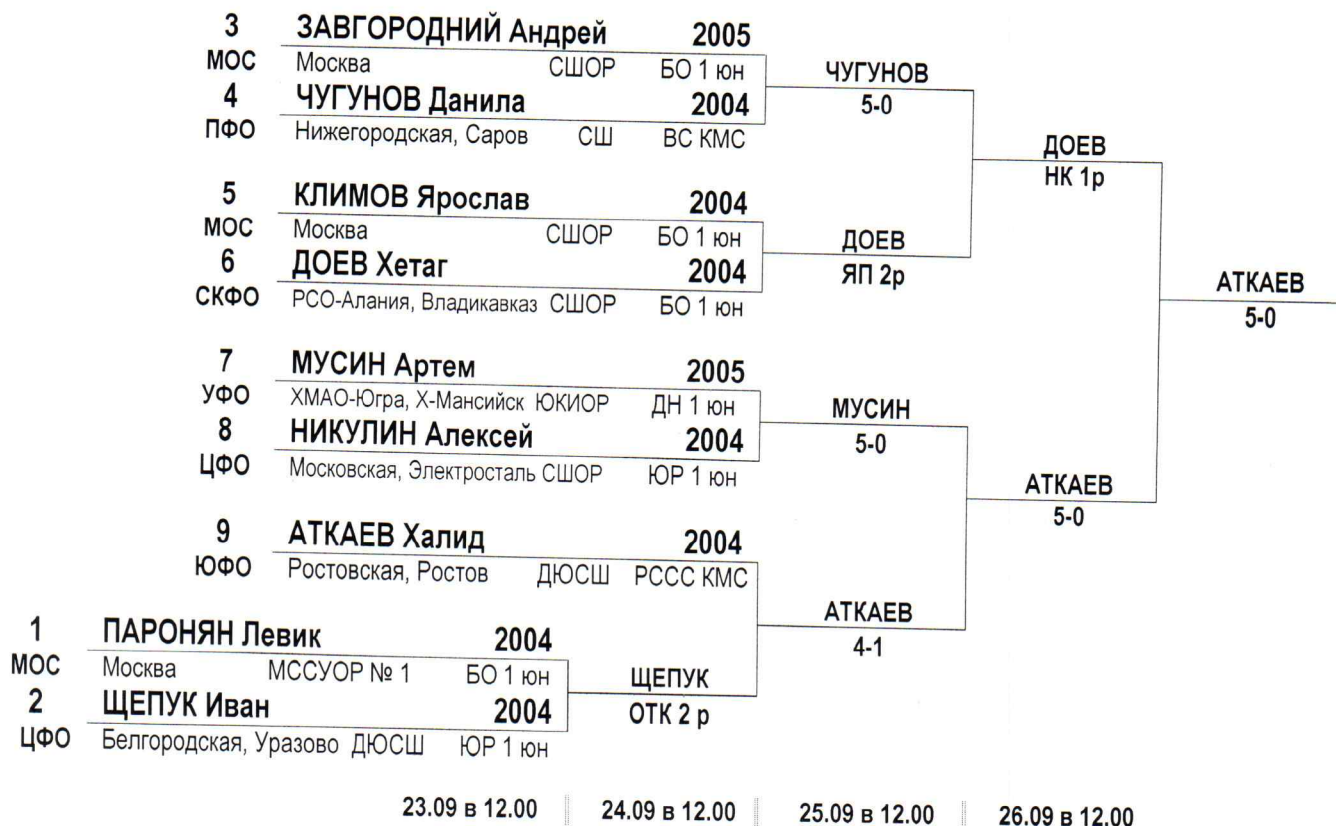 3 ЗАВГОРОДНИЙ Андрей 2005
МОС Москва СШОР БО 1 юн
ЧУГУНОВ
5-0
4 ЧУГУНОВ Данила 2004
ПФО Нижегородская, Саров СШ ВС КМС
ДОЕВ
НК 1р
5 КЛИМОВ Ярослав 2004
МОС Москва СШОР БО 1 юн
ДОЕВ
ЯП 2р
6 ДОЕВ Хетаг 2004
СКФО РСО-Алания, Владикавказ СШОР БО 1 юн
АТКАЕВ
5-0
7 МУСИН Артем 2005
УФО ХМАО-Югра, Х-Мансийск ЮКИОР ДН 1 юн
МУСИН
5-0
8 НИКУЛИН Алексей 2004
ЦФО Московская, Электросталь СШОР ЮР 1 юн
АТКАЕВ
5-0
9 АТКАЕВ Халид 2004
ЮФО Ростовская, Ростов ДЮСШ РССС КМС
АТКАЕВ
4-1
1 ПАРОНЯН Левик 2004
МОС Москва МССУОР № 1 БО 1 юн
ЩЕПУК
ОТК 2 р
2 ЩЕПУК Иван 2004
ЦФО Белгородская, Уразово ДЮСШ ЮР 1 юн
23.09 в 12.00 24.09 в 12.00 25.09 в 12.00 26.09 в 12.00